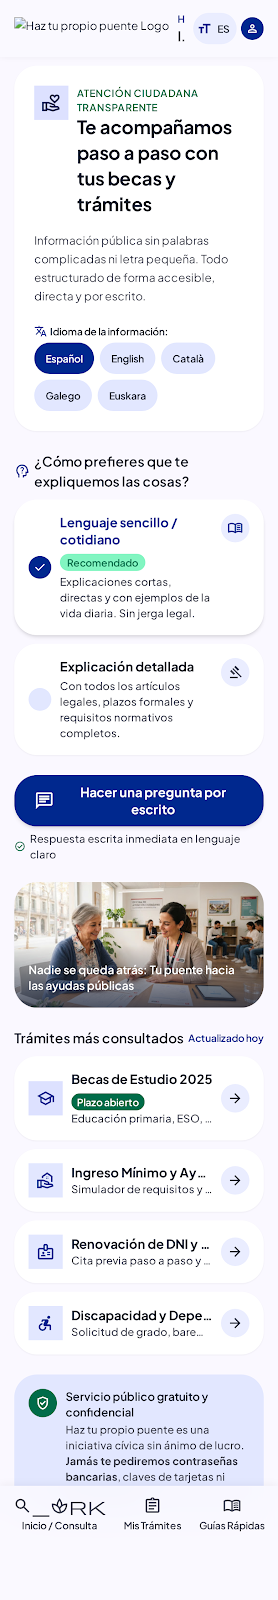 Haz tu propio puente Logo
H
I.
ES
ATENCIÓN CIUDADANA
TRANSPARENTE
Te acompañamos
paso a paso con
tus becas y
trámites
Información pública sin palabras
complicadas ni letra pequeña. Todo
estructurado de forma accesible,
directa y por escrito.
Idioma de la información:
Español
English
Català
Galego
Euskara
¿Cómo prefieres que te
expliquemos las cosas?
Lenguaje sencillo /
cotidiano
Recomendado
Explicaciones cortas,
directas y con ejemplos de la
vida diaria. Sin jerga legal.
Explicación detallada
Con todos los artículos
legales, plazos formales y
requisitos normativos
completos.
Hacer una pregunta por
escrito
Respuesta escrita inmediata en lenguaje
claro
Nadie se queda atrás: Tu puente hacia
las ayudas públicas
Trámites más consultados
Actualizado hoy
Becas de Estudio 2025
Plazo abierto
Educación primaria, ESO, ...
Ingreso Mínimo y Ay...
Simulador de requisitos y ...
Renovación de DNI y ...
Cita previa paso a paso y ...
Discapacidad y Depe...
Solicitud de grado, bare...
Servicio público gratuito y
confidencial
Haz tu propio puente es una
iniciativa cívica sin ánimo de lucro.
Jamás te pediremos contraseñas
bancarias, claves de tarjetas ni
RK
Inicio / Consulta
Mis Trámites
Guías Rápidas